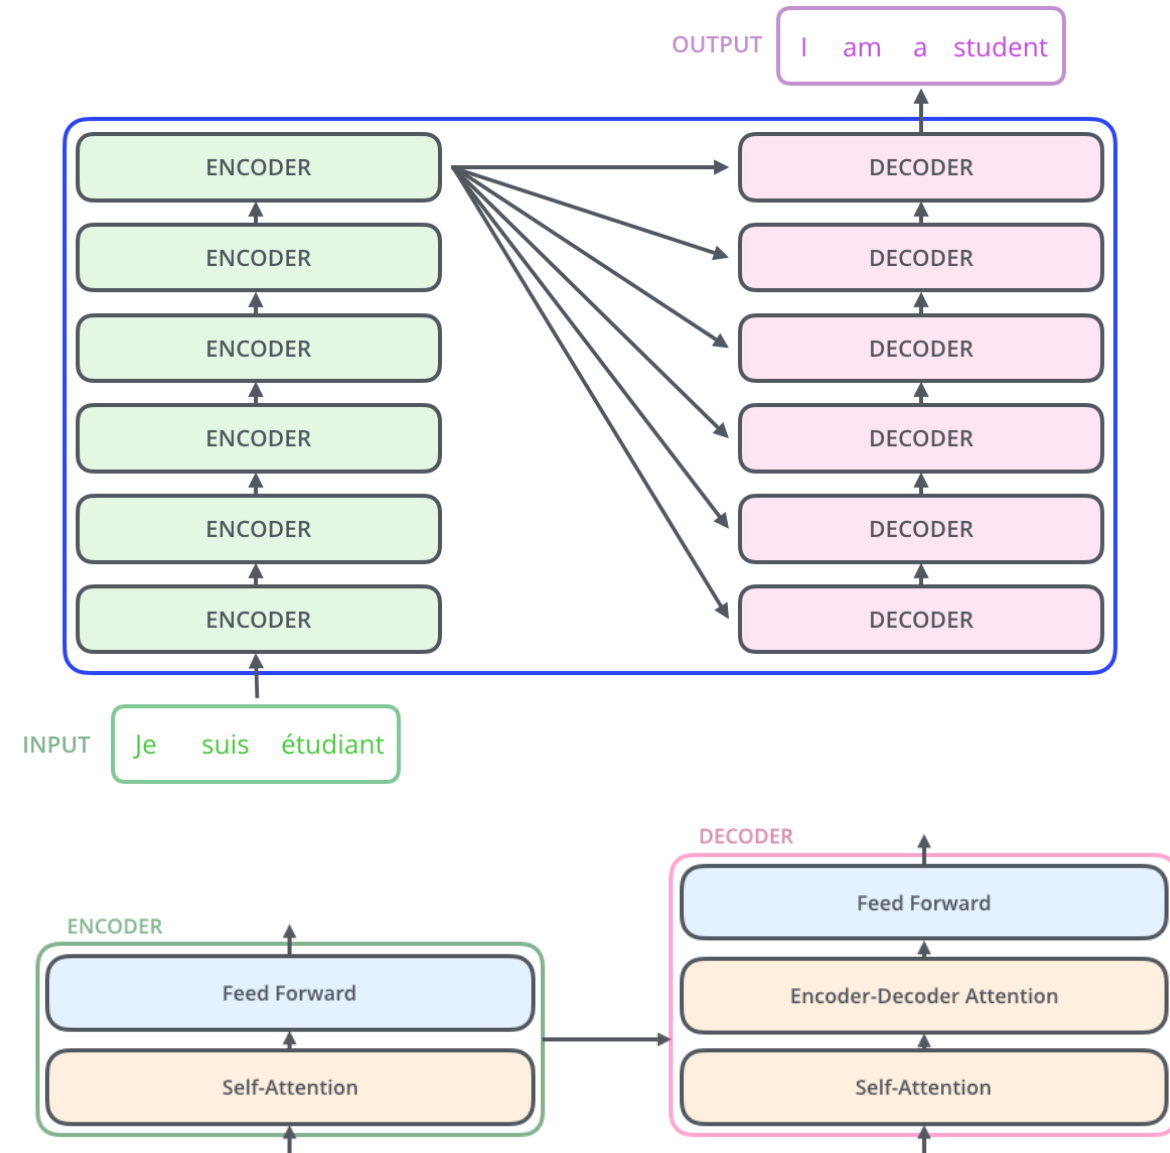 OUTPUT I am a student
ENCODER DECODER
ENCODER DECODER
ENCODER DECODER
ENCODER DECODER
ENCODER DECODER
ENCODER DECODER
INPUT Je suis étudiant
DECODER
Feed Forward
ENCODER
Feed Forward Encoder-Decoder Attention
Self-Attention Self-Attention